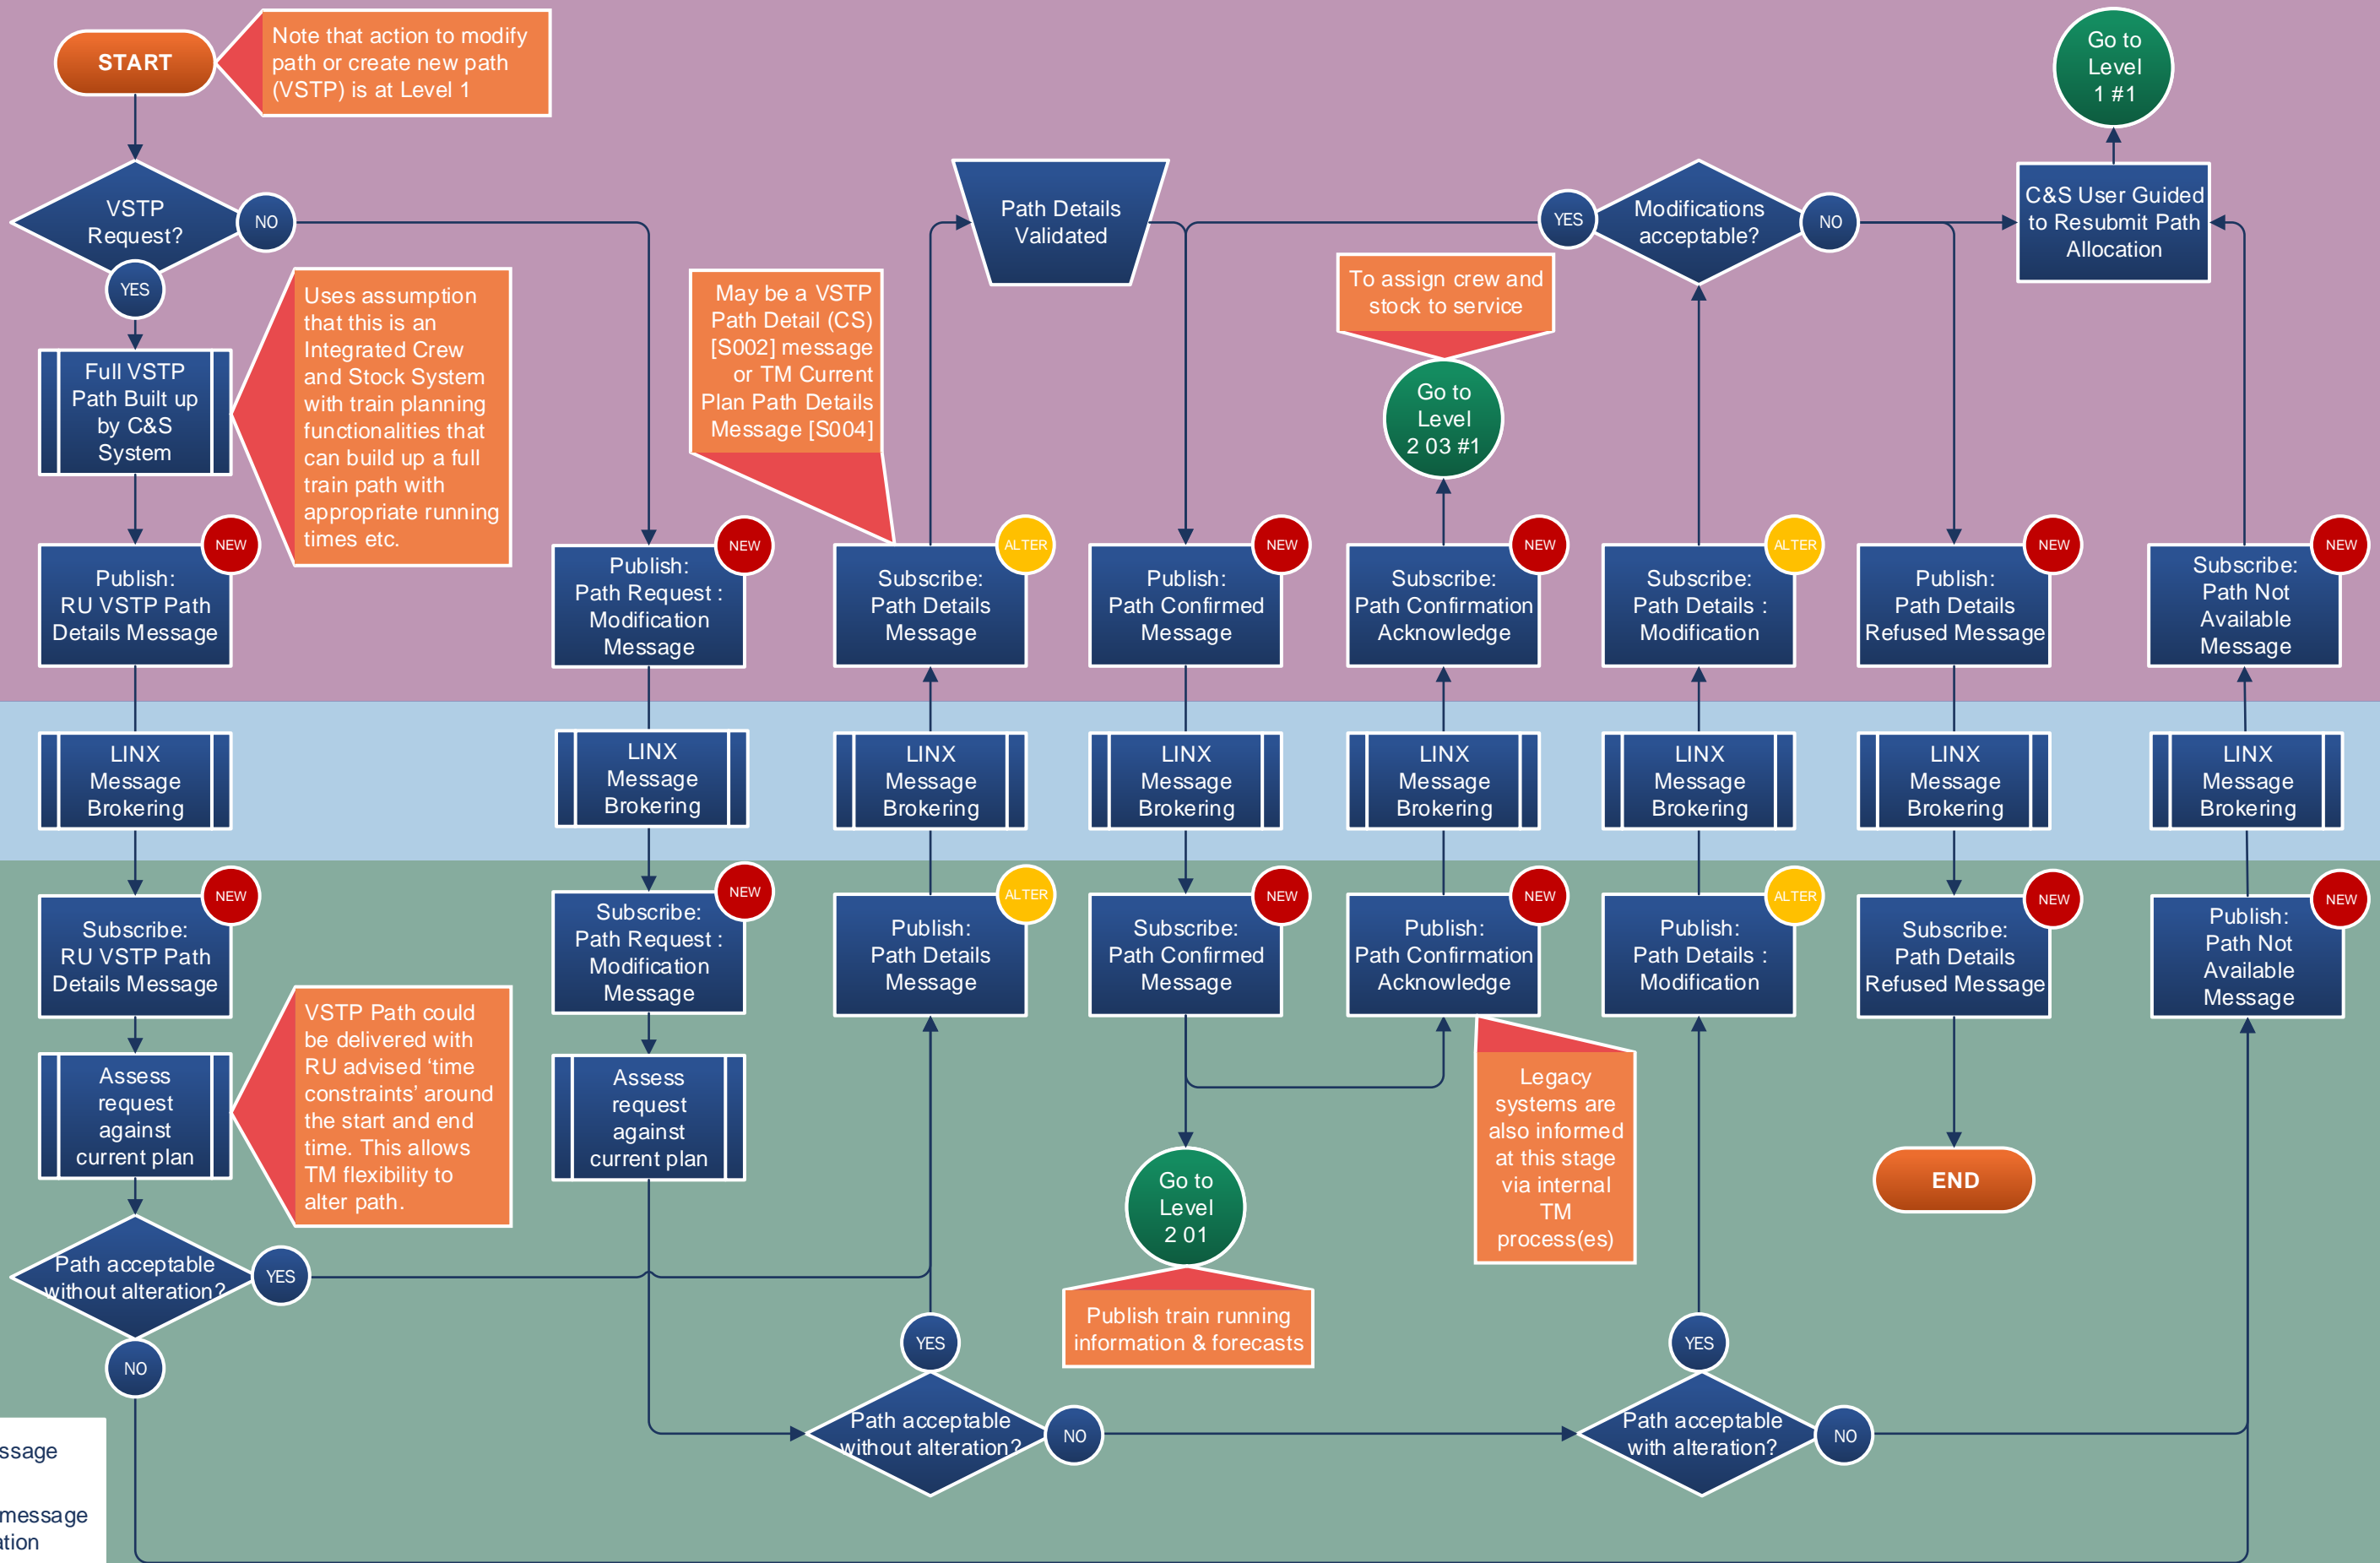 START
Note that action to modify
path or create new path
(VSTP) is at Level 1
Go to
Level
1 #1
VSTP
Request?
NO
YES
Path Details
Validated
YES
Modifications
acceptable?
NO
C&S User Guided
to Resubmit Path
Allocation
Full VSTP
Path Built up
by C&S
System
Uses assumption
that this is an
Integrated Crew
and Stock System
with train planning
functionalities that
can build up a full
train path with
appropriate running
times etc.
May be a VSTP
Path Detail (CS)
[S002] message
or TM Current
Plan Path Details
Message [S004]
To assign crew and
stock to service
Go to
Level
2 03 #1
NEW
Publish:
RU VSTP Path
Details Message
NEW
Publish:
Path Request :
Modification
Message
ALTER
Subscribe:
Path Details
Message
NEW
Publish:
Path Confirmed
Message
NEW
Subscribe:
Path Confirmation
Acknowledge
ALTER
Subscribe:
Path Details :
Modification
NEW
Publish:
Path Details
Refused Message
NEW
Subscribe:
Path Not
Available
Message
LINX
Message
Brokering
LINX
Message
Brokering
LINX
Message
Brokering
LINX
Message
Brokering
LINX
Message
Brokering
LINX
Message
Brokering
LINX
Message
Brokering
LINX
Message
Brokering
NEW
Subscribe:
RU VSTP Path
Details Message
NEW
Subscribe:
Path Request :
Modification
Message
ALTER
Publish:
Path Details
Message
NEW
Subscribe:
Path Confirmed
Message
NEW
Publish:
Path Confirmation
Acknowledge
ALTER
Publish:
Path Details :
Modification
NEW
Subscribe:
Path Details
Refused Message
NEW
Publish:
Path Not
Available
Message
Assess
request
against
current plan
VSTP Path could
be delivered with
RU advised ‘time
constraints’ around
the start and end
time. This allows
TM flexibility to
alter path.
Assess
request
against
current plan
Legacy
systems are
also informed
at this stage
via internal
TM
process(es)
Go to
Level
2 01
END
Path acceptable
without alteration?
YES
NO
Publish train running
information & forecasts
YES
Path acceptable
without alteration?
NO
YES
Path acceptable
with alteration?
NO
message